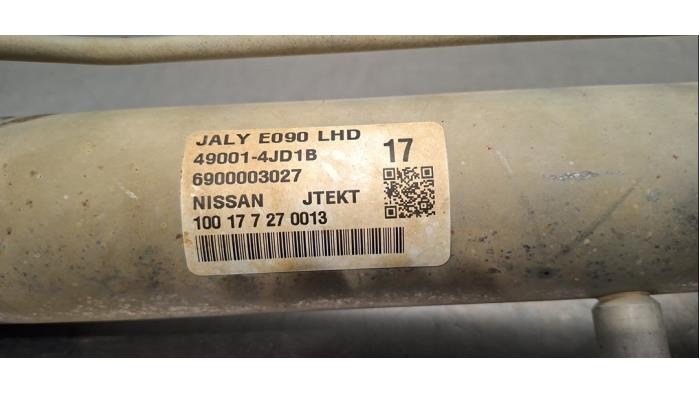 JALY E090 LHD
49001-4JD1B 17
6900003027
NISSAN JTEKT
100 17 7 27 0013